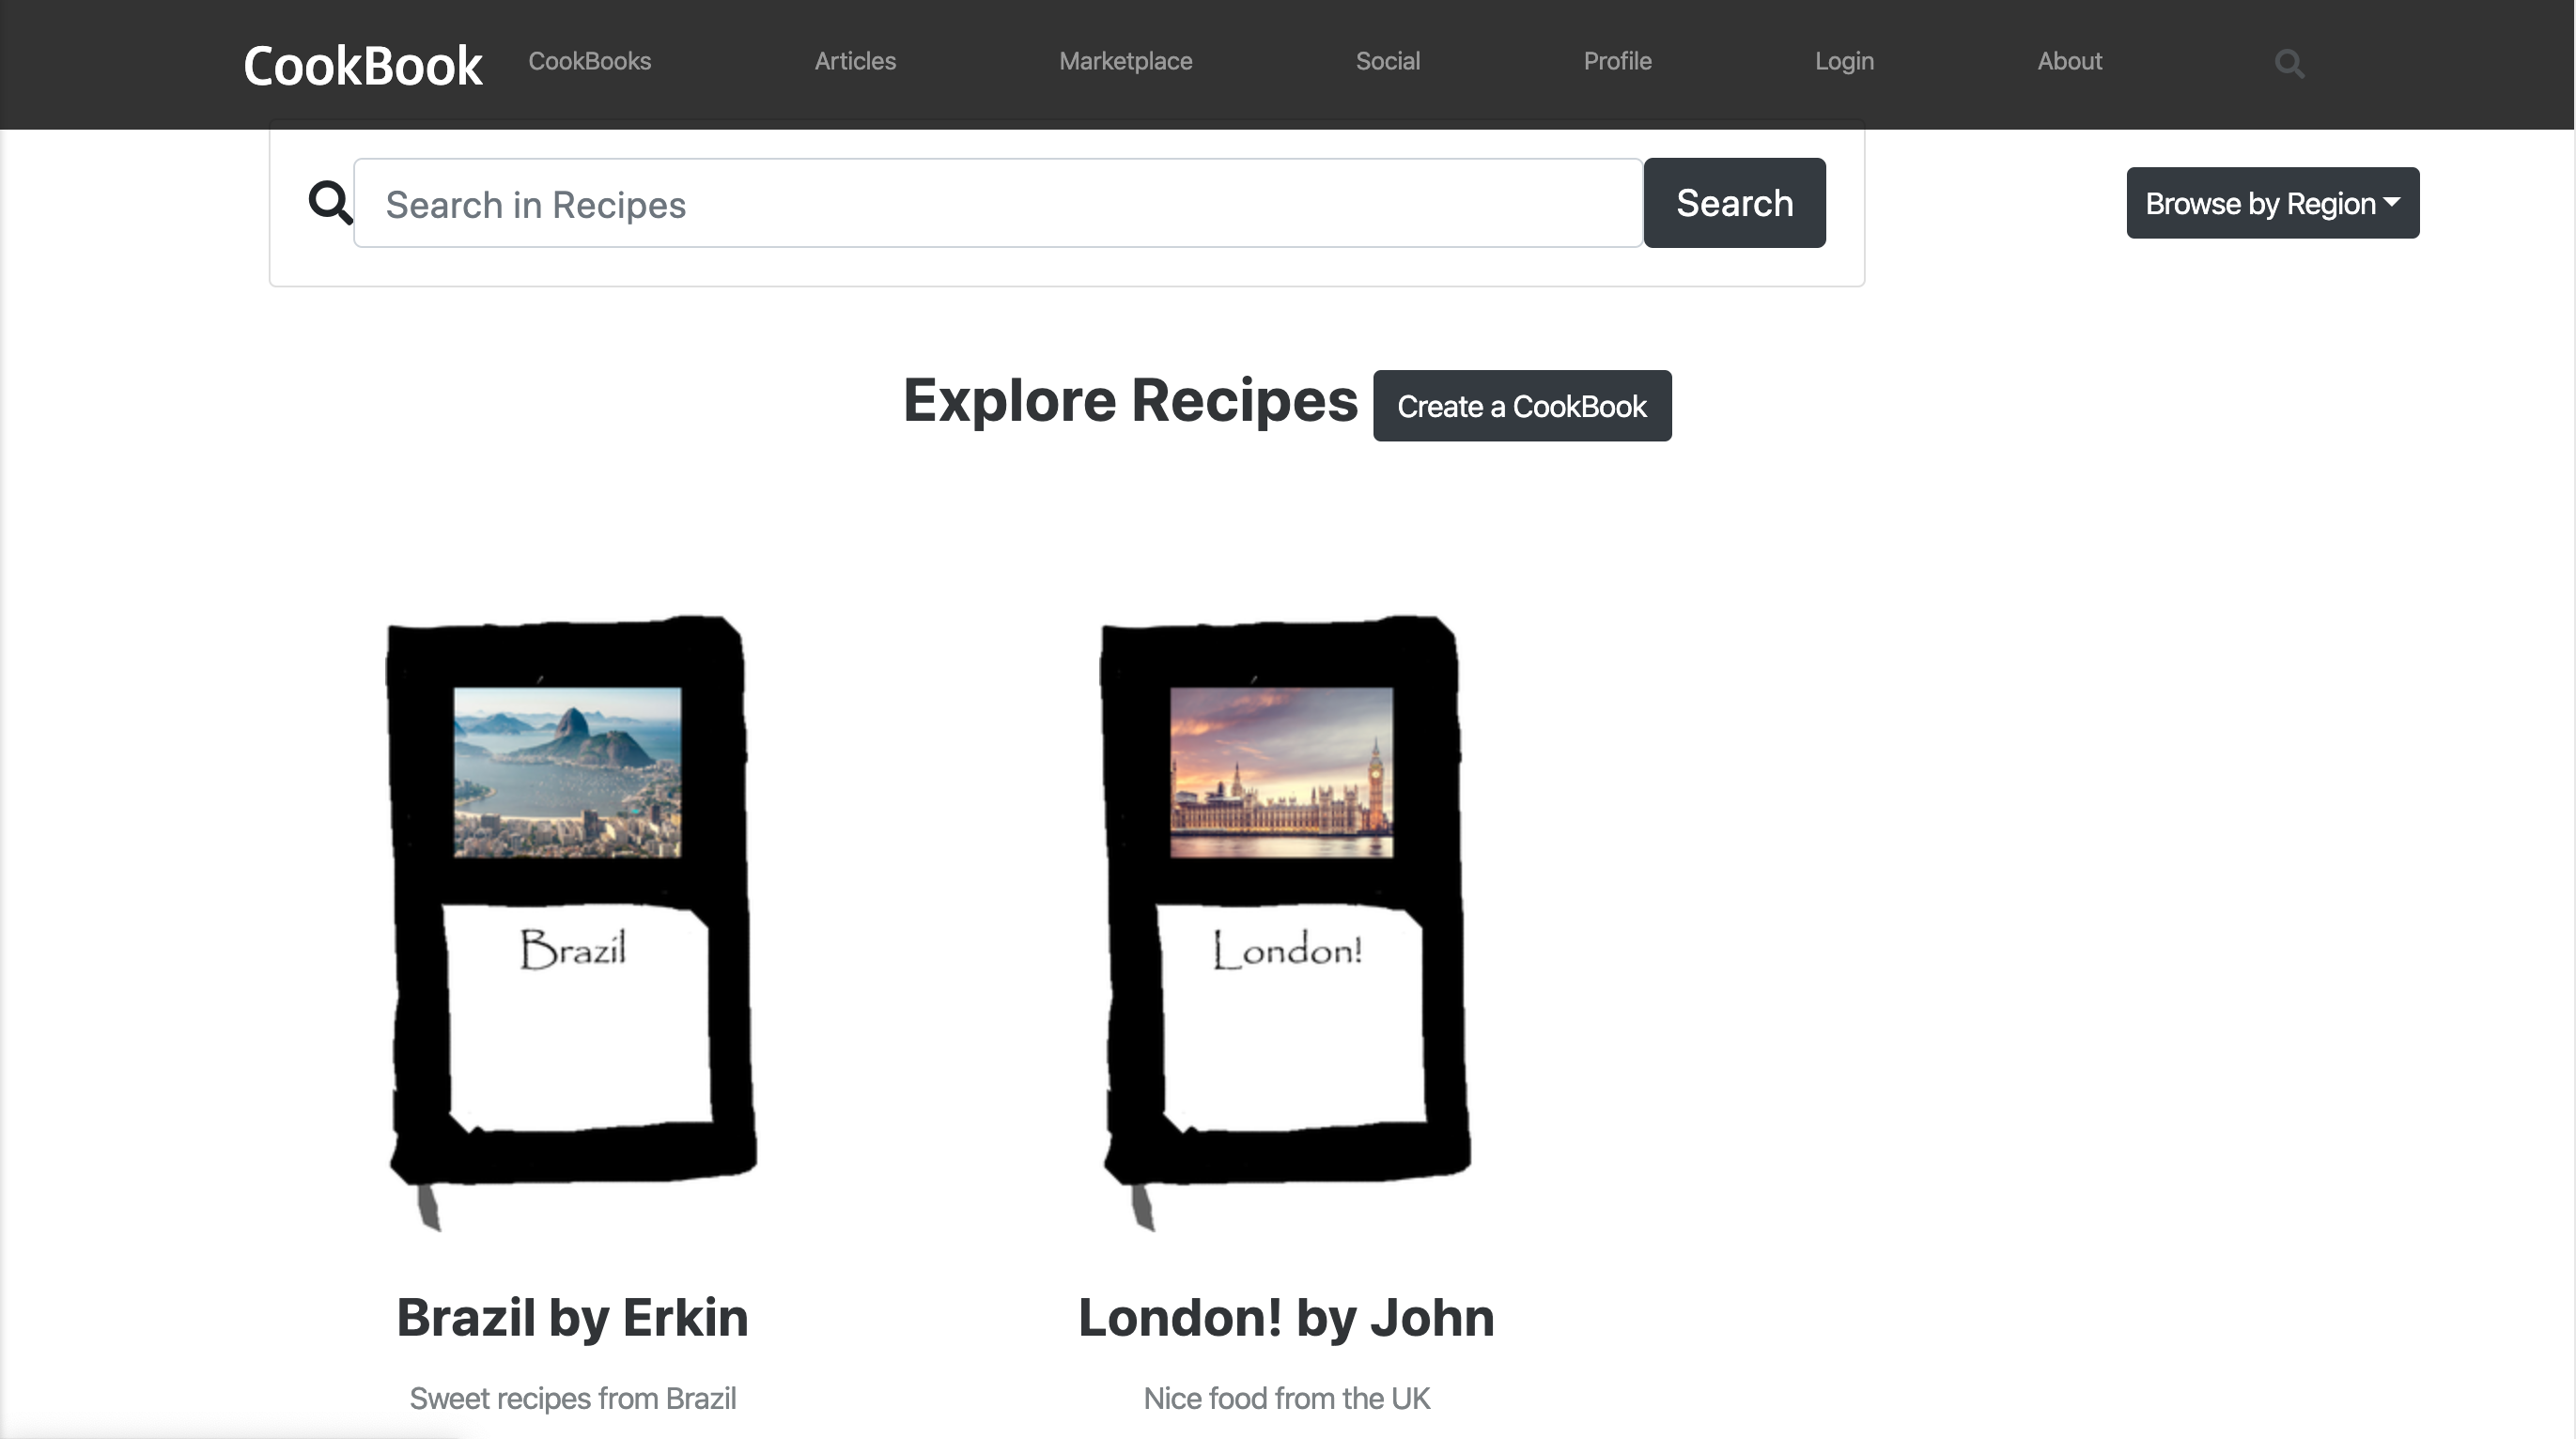 CookBook CookBooks Articles Marketplace Social Profile Login About
Search in Recipes Search Browse by Region
Explore Recipes Create a CookBook
Brazil London!
Brazil by Erkin London! by John
Sweet recipes from Brazil Nice food from the UK